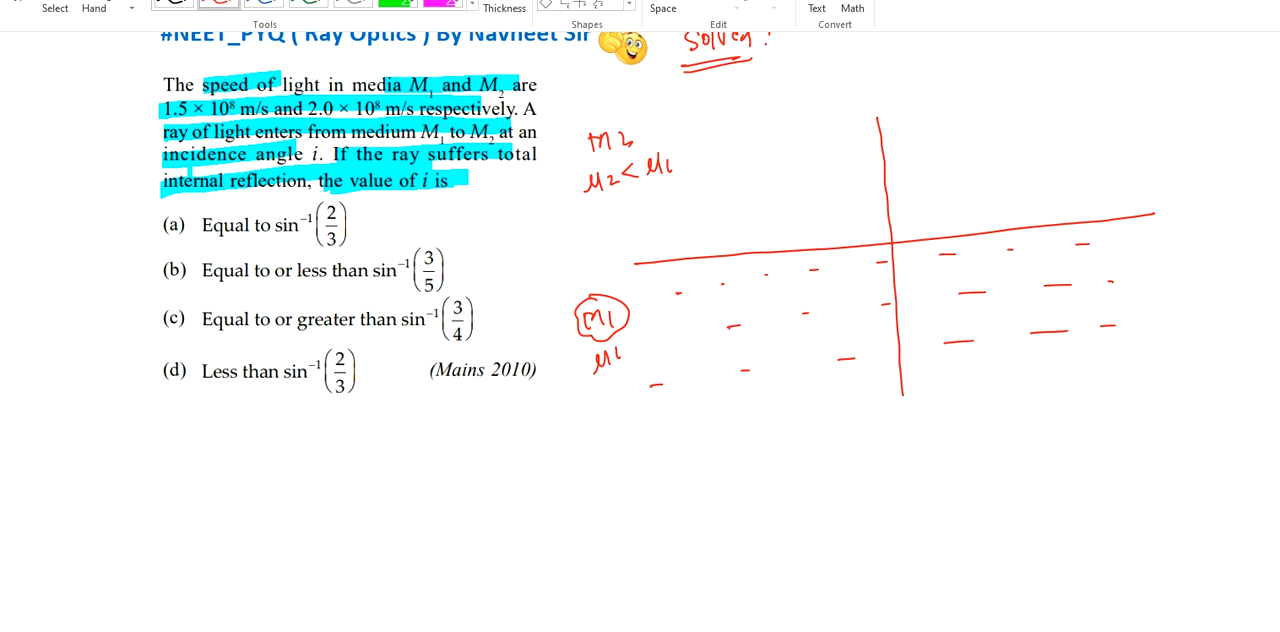 Select Hand
Thickness
Space
Text Math
Tools
Shapes
Edit
Convert
#NEET_PYQ ( Ray Optics ) By Navneet Sir
Solved :
The speed of light in media M₁ and M₂ are
1.5 × 10⁸ m/s and 2.0 × 10⁸ m/s respectively. A
ray of light enters from medium M₁ to M₂ at an
incidence angle i. If the ray suffers total
internal reflection, the value of i is
(a) Equal to sin⁻¹(2/3)
(b) Equal to or less than sin⁻¹(3/5)
(c) Equal to or greater than sin⁻¹(3/4)
(d) Less than sin⁻¹(2/3) (Mains 2010)
M2
μ2 < μ1
M1
μ1